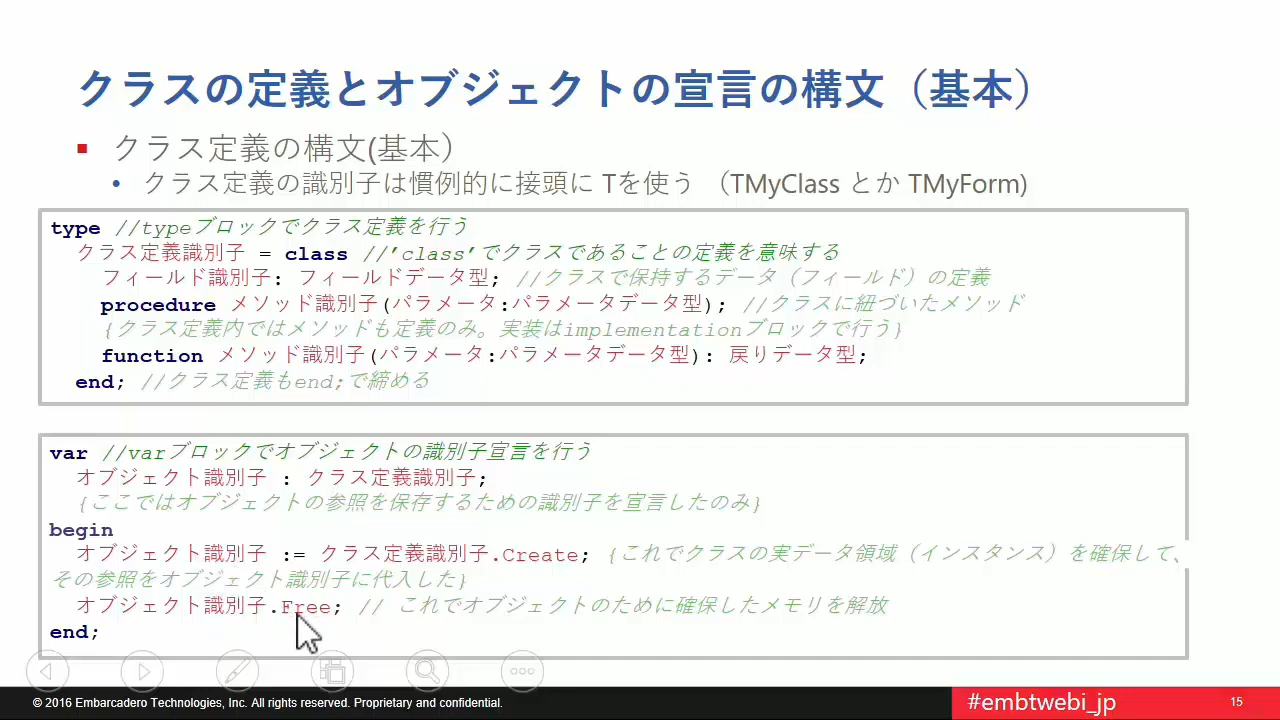 クラスの定義とオブジェクトの宣言の構文（基本）
クラス定義の構文(基本）
クラス定義の識別子は慣例的に接頭に Tを使う （TMyClass とか TMyForm)
type //typeブロックでクラス定義を行う
クラス定義識別子 = class //’class’でクラスであることの定義を意味する
フィールド識別子: フィールドデータ型; //クラスで保持するデータ（フィールド）の定義
procedure メソッド識別子(パラメータ:パラメータデータ型); //クラスに紐づいたメソッド
{クラス定義内ではメソッドも定義のみ。実装はimplementationブロックで行う}
function メソッド識別子(パラメータ:パラメータデータ型): 戻りデータ型;
end; //クラス定義もend;で締める
var //varブロックでオブジェクトの識別子宣言を行う
オブジェクト識別子 : クラス定義識別子;
{ここではオブジェクトの参照を保存するための識別子を宣言したのみ}
begin
オブジェクト識別子 := クラス定義識別子.Create; {これでクラスの実データ領域（インスタンス）を確保して、
その参照をオブジェクト識別子に代入した}
オブジェクト識別子.Free; // これでオブジェクトのために確保したメモリを解放
end;
© 2016 Embarcadero Technologies, Inc. All rights reserved. Proprietary and confidential.
#embtwebi_jp
15